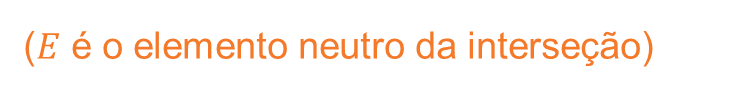 (𝐸 é o elemento neutro da interseção)